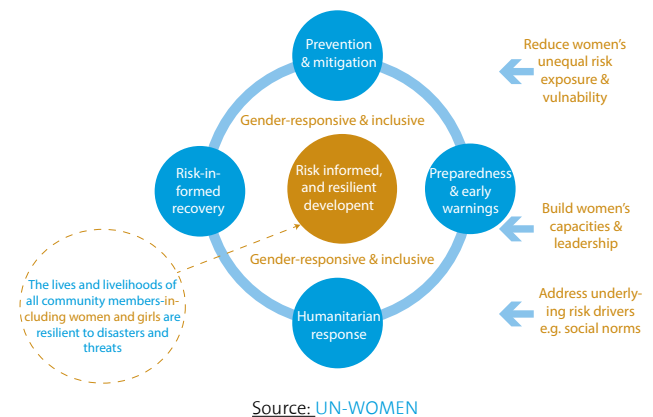 Prevention
& mitigation
Reduce women's
unequal risk
exposure &
vulnability
Gender-responsive & inclusive
Risk-in-
formed
recovery
Risk informed,
and resilient
developent
Preparedness
& early
warnings
Build women's
capacities &
leadership
Gender-responsive & inclusive
The lives and livelihoods of
all community members-in-
cluding women and girls are
resilient to disasters and
threats
Humanitarian
response
Address underly-
ing risk drivers
e.g. social norms
Source: UN-WOMEN